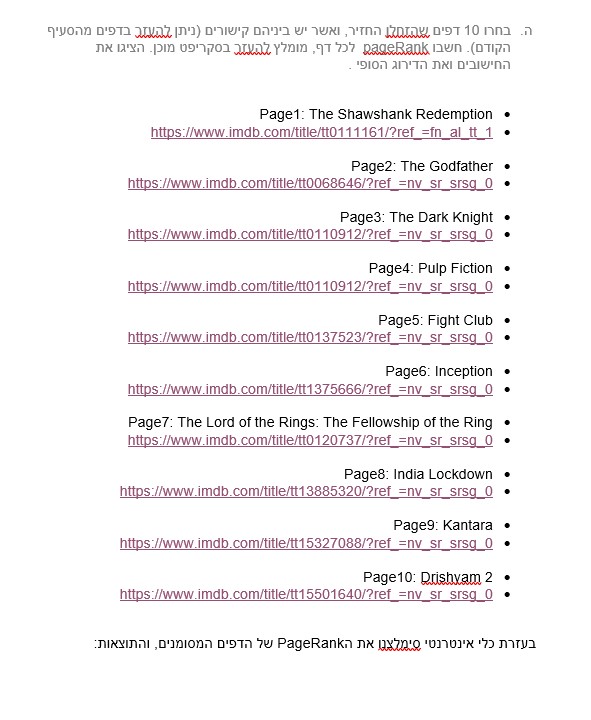 ה. בחרו 10 דפים שהזחלן החזיר, ואשר יש ביניהם קישורים (ניתן להעזר בדפים מהסעיף
הקודם). חשבו pageRank לכל דף, מומלץ להעזר בסקריפט מוכן. הציגו את
החישובים ואת הדירוג הסופי .
Page1: The Shawshank Redemption •
https://www.imdb.com/title/tt0111161/?ref_=fn_al_tt_1 •
Page2: The Godfather •
https://www.imdb.com/title/tt0068646/?ref_=nv_sr_srsg_0 •
Page3: The Dark Knight •
https://www.imdb.com/title/tt0110912/?ref_=nv_sr_srsg_0 •
Page4: Pulp Fiction •
https://www.imdb.com/title/tt0110912/?ref_=nv_sr_srsg_0 •
Page5: Fight Club •
https://www.imdb.com/title/tt0137523/?ref_=nv_sr_srsg_0 •
Page6: Inception •
https://www.imdb.com/title/tt1375666/?ref_=nv_sr_srsg_0 •
Page7: The Lord of the Rings: The Fellowship of the Ring •
https://www.imdb.com/title/tt0120737/?ref_=nv_sr_srsg_0 •
Page8: India Lockdown •
https://www.imdb.com/title/tt13885320/?ref_=nv_sr_srsg_0 •
Page9: Kantara •
https://www.imdb.com/title/tt15327088/?ref_=nv_sr_srsg_0 •
Page10: Drishyam 2 •
https://www.imdb.com/title/tt15501640/?ref_=nv_sr_srsg_0 •
בעזרת כלי אינטרנטי סימלצנו את הPageRank של הדפים המסומנים, והתוצאות: